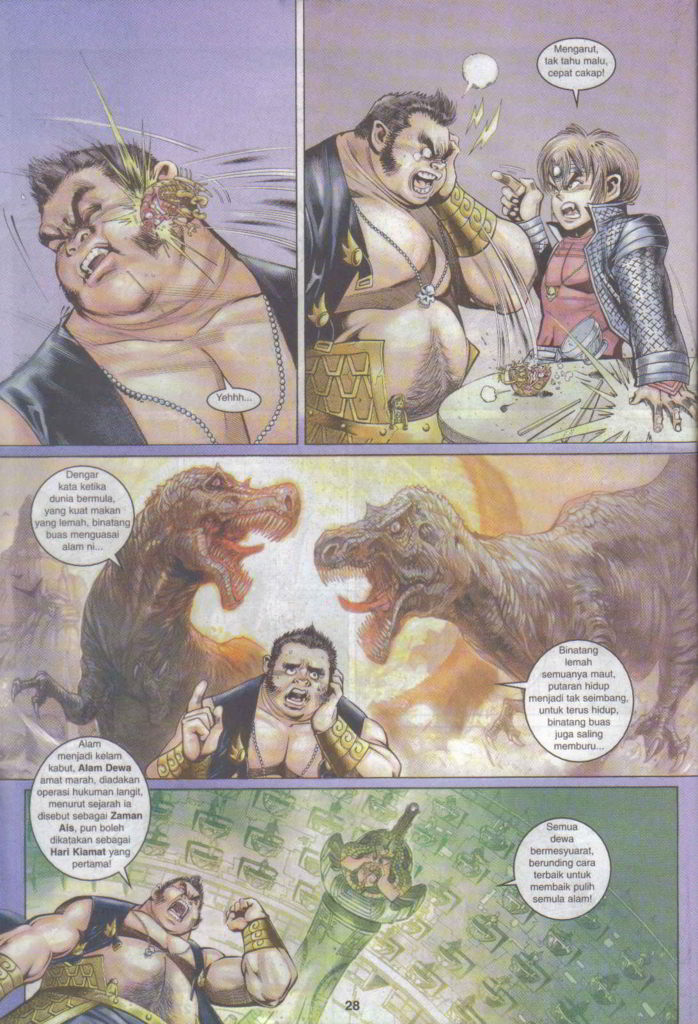 Yehhh...
Mengarut,
tak tahu malu,
cepat cakap!
Dengar
kata ketika
dunia bermula,
yang kuat makan
yang lemah, binatang
buas menguasai
alam ni...
Binatang
lemah
semuanya maut,
putaran hidup
menjadi tak seimbang,
untuk terus hidup,
binatang buas
juga saling
memburu...
Alam
menjadi kelam
kabut, Alam Dewa
amat marah, diadakan
operasi hukuman langit,
menurut sejarah ia
disebut sebagai Zaman
Ais, pun boleh
dikatakan sebagai
Hari Kiamat yang
pertama!
Semua
dewa
bermesyuarat,
berunding cara
terbaik untuk
membaik pulih
semula alam!
28